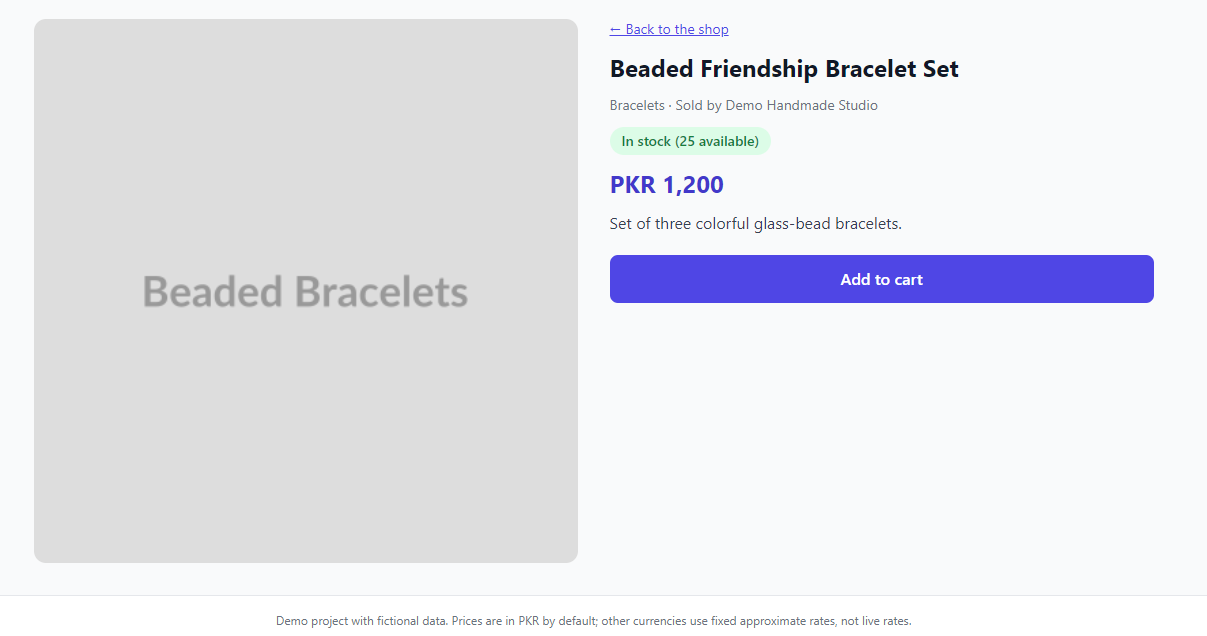 Beaded Bracelets
← Back to the shop
Beaded Friendship Bracelet Set
Bracelets · Sold by Demo Handmade Studio
In stock (25 available)
PKR 1,200
Set of three colorful glass-bead bracelets.
Add to cart
Demo project with fictional data. Prices are in PKR by default; other currencies use fixed approximate rates, not live rates.